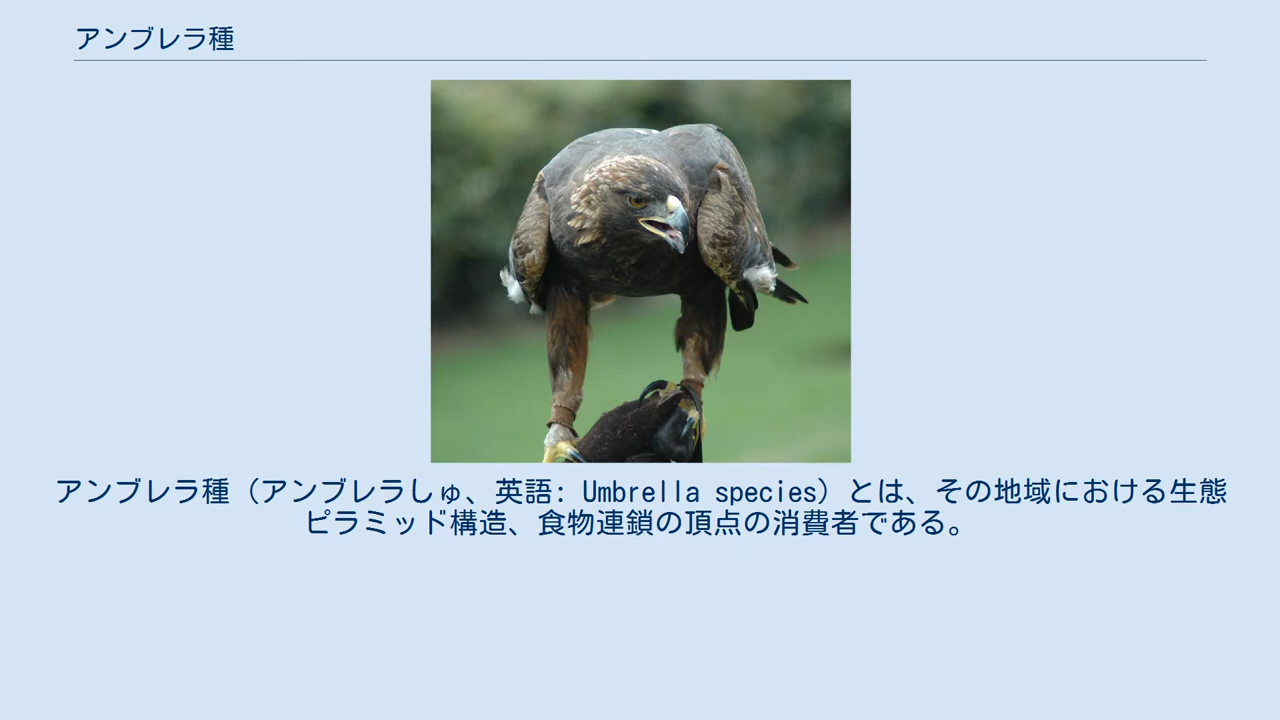 アンブレラ種
アンブレラ種（アンブレラしゅ、英語: Umbrella species）とは、その地域における生態
ピラミッド構造、食物連鎖の頂点の消費者である。